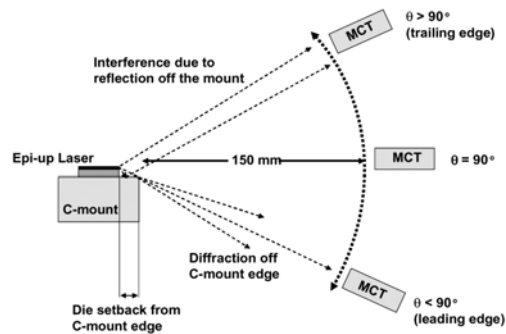 MCT
θ > 90°
(trailing edge)
Interference due to
reflection off the mount
Epi-up Laser
150 mm
MCT
θ = 90°
C-mount
Diffraction off
C-mount edge
MCT
θ < 90°
(leading edge)
Die setback from
C-mount edge